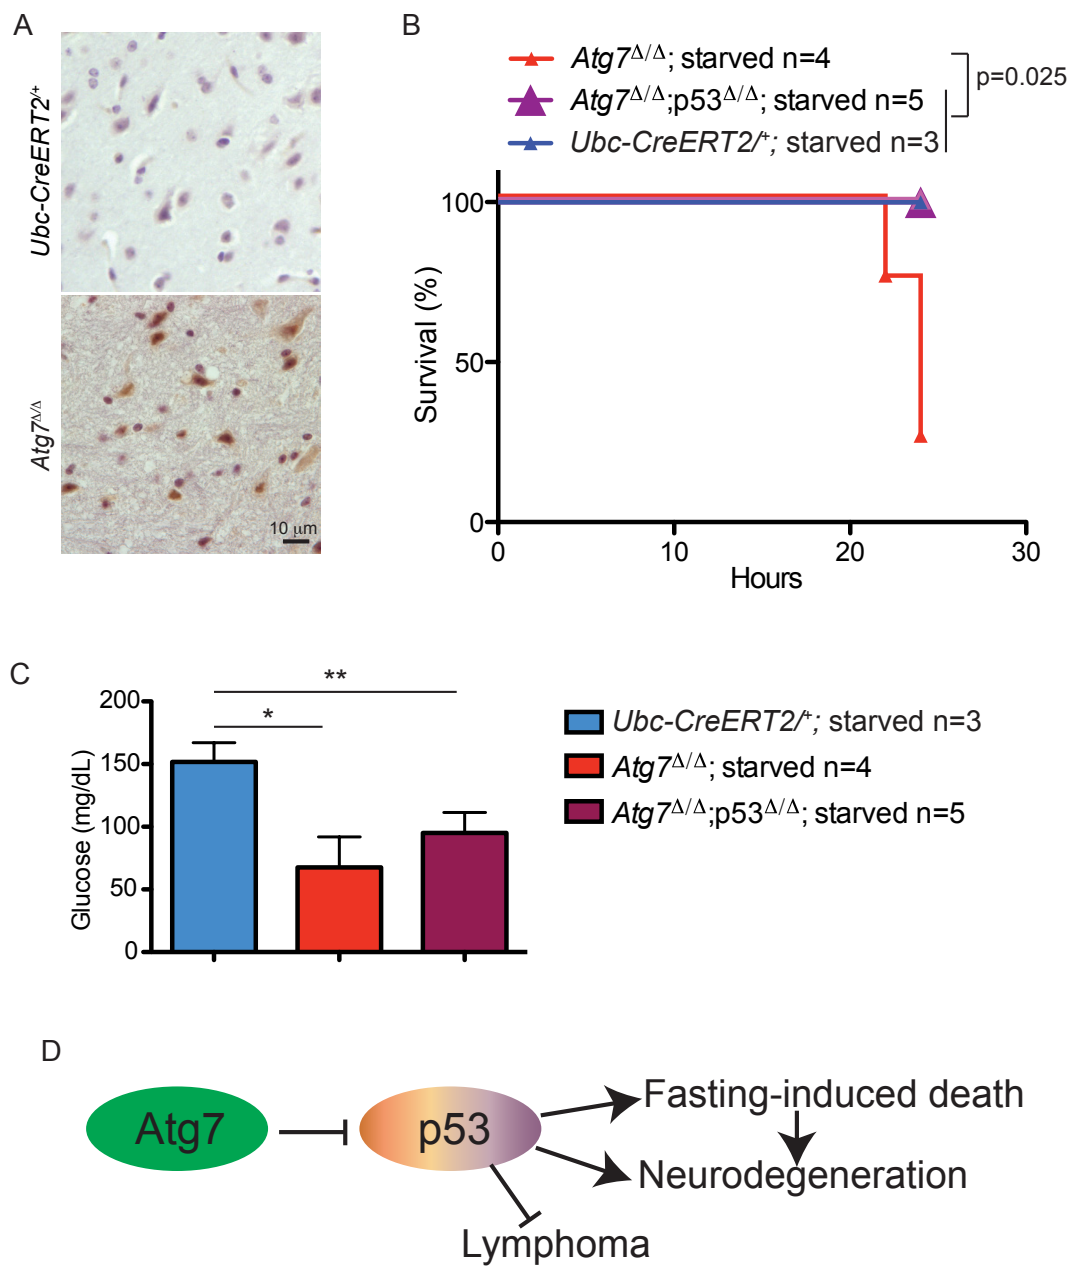 A
Ubc-CreERT2/+
Atg7Δ/Δ
10 μm
B
Atg7Δ/Δ; starved n=4
Atg7Δ/Δ;p53Δ/Δ; starved n=5
Ubc-CreERT2/+; starved n=3
p=0.025
Survival (%)
100
50
0
0 10 20 30
Hours
C
**
*
Glucose (mg/dL)
200
150
100
50
0
Ubc-CreERT2/+; starved n=3
Atg7Δ/Δ; starved n=4
Atg7Δ/Δ;p53Δ/Δ; starved n=5
D
Atg7
p53
Fasting-induced death
Neurodegeneration
Lymphoma